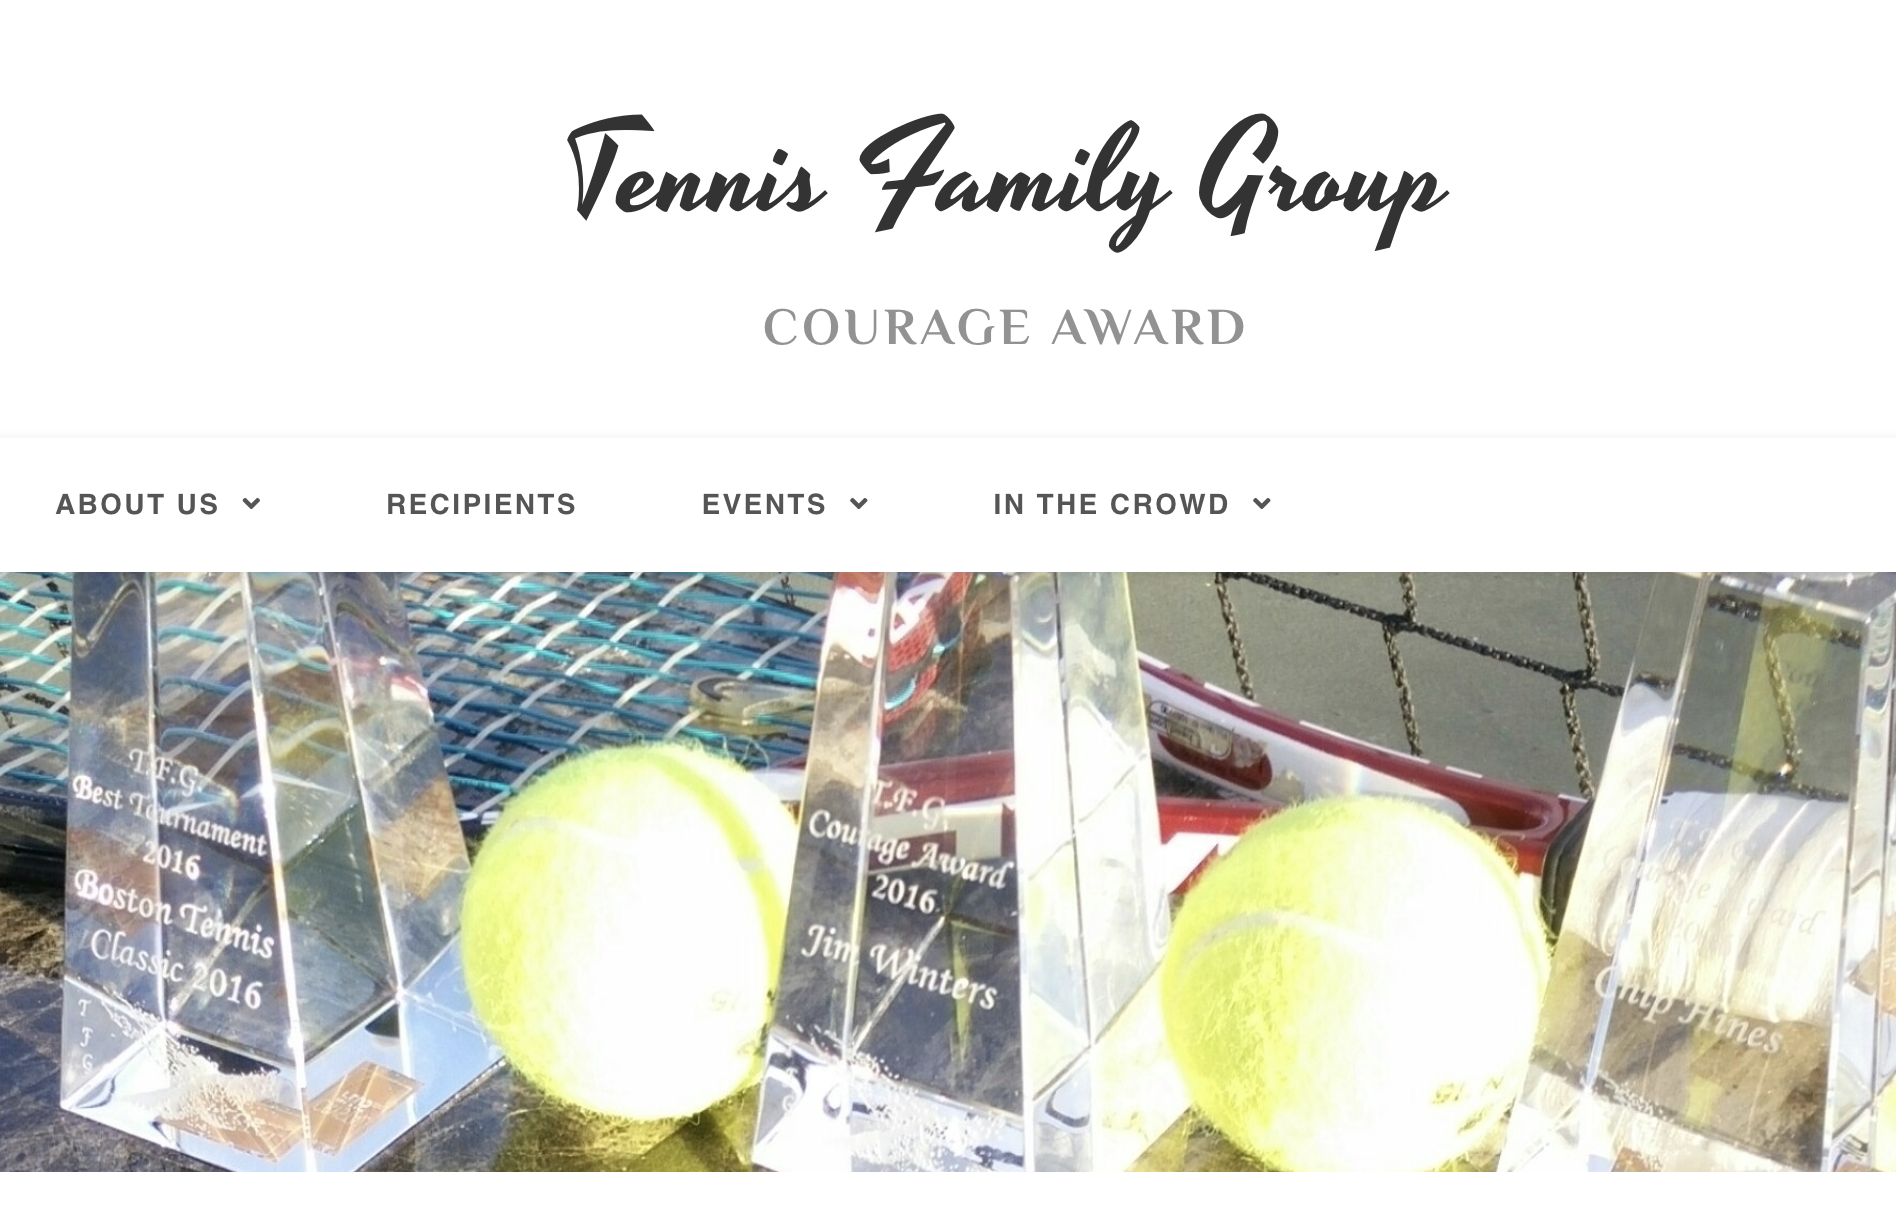 Tennis Family Group
COURAGE AWARD
ABOUT US
RECIPIENTS
EVENTS
IN THE CROWD
T.F.G.
Best Tournament
2016
Boston Tennis
Classic 2016
T
F
G
T.F.G.
Courage Award
2016
Jim Winters
Chip Hines